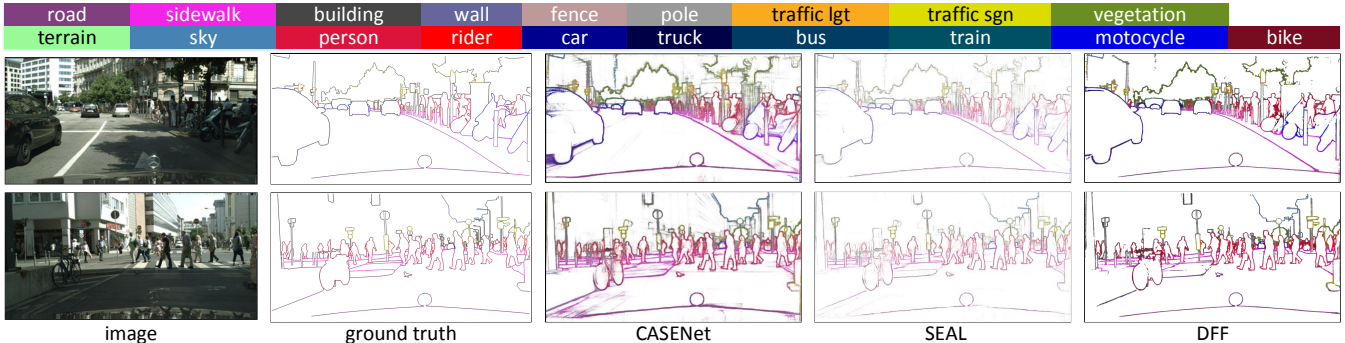 road sidewalk building wall fence pole traffic lgt traffic sgn vegetation
terrain sky person rider car truck bus train motocycle bike
image ground truth CASENet SEAL DFF